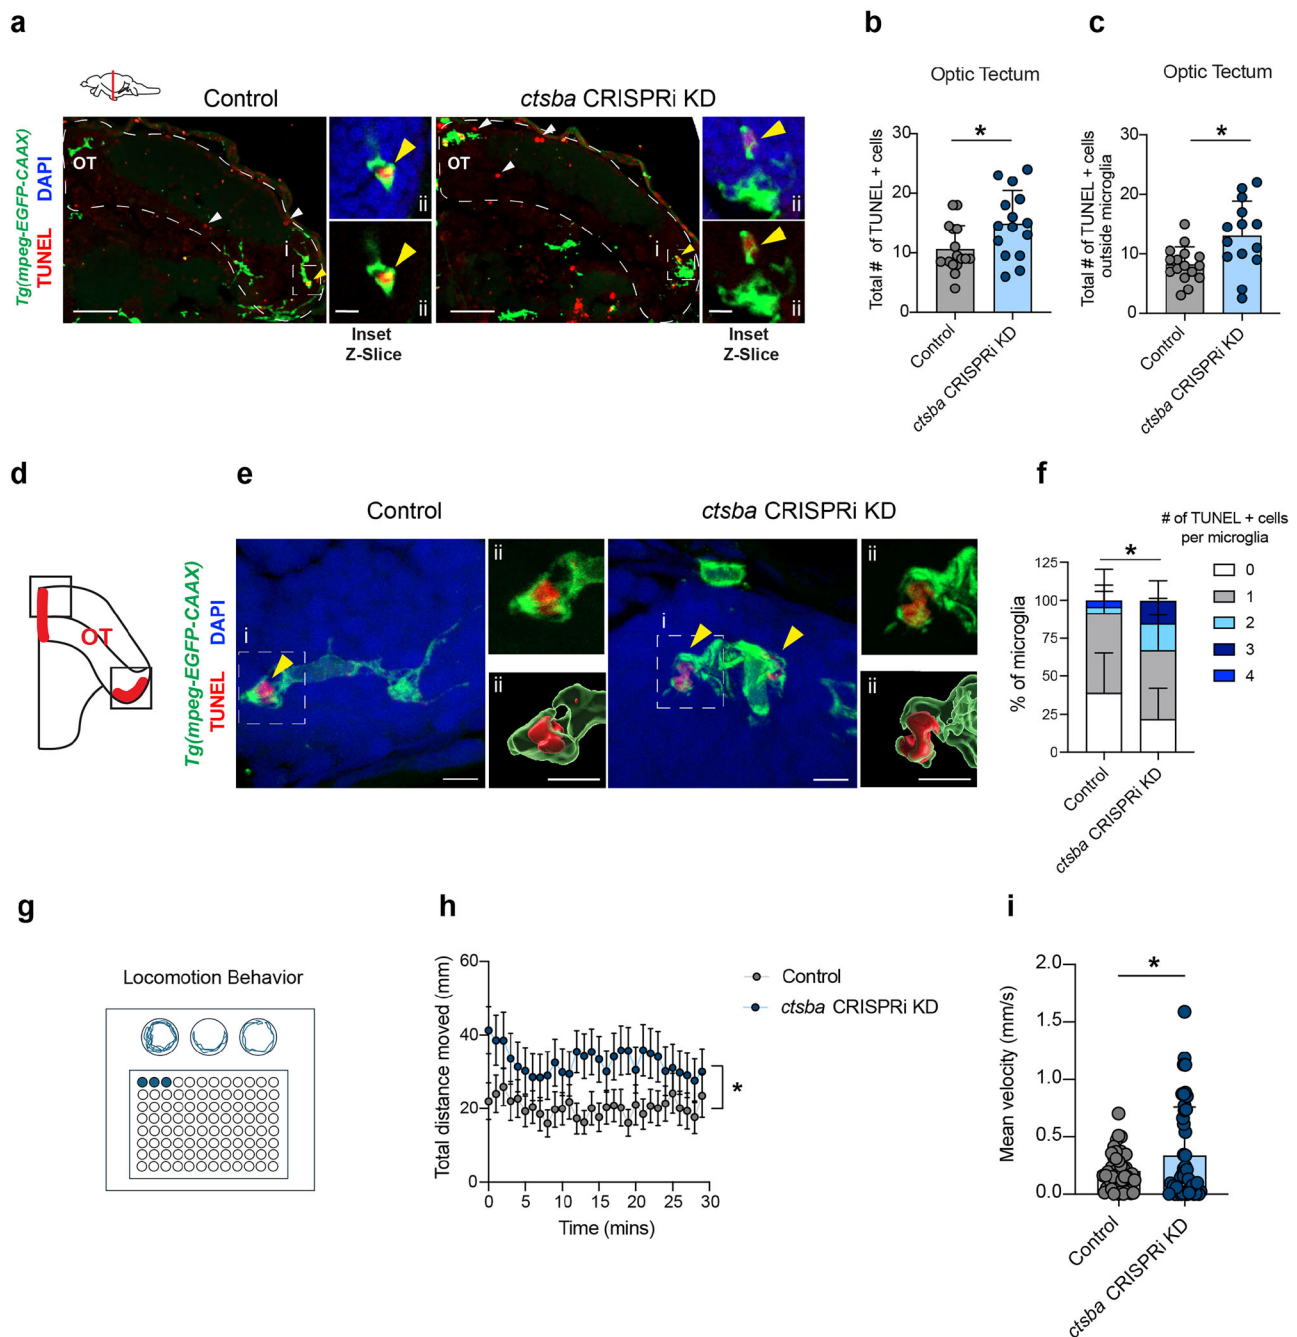 a
Control
ctsba CRISPRi KD
Tg(mpeg-EGFP-CAAX)
TUNEL DAPI
OT
i
ii
ii
Inset
Z-Slice
OT
i
ii
ii
Inset
Z-Slice
b
Optic Tectum
Total # of TUNEL + cells
30
20
10
0
*
Control
ctsba CRISPRi KD
c
Optic Tectum
Total # of TUNEL + cells
outside microglia
30
20
10
0
*
Control
ctsba CRISPRi KD
d
OT
e
Control
ctsba CRISPRi KD
Tg(mpeg-EGFP-CAAX)
TUNEL DAPI
i
ii
ii
i
ii
ii
f
# of TUNEL + cells
per microglia
% of microglia
125
100
75
50
25
0
*
0
1
2
3
4
Control
ctsba CRISPRi KD
g
Locomotion Behavior
h
Total distance moved (mm)
60
40
20
0
0 5 10 15 20 25 30
Time (mins)
Control
ctsba CRISPRi KD
*
i
Mean velocity (mm/s)
2.0
1.5
1.0
0.5
0.0
*
Control
ctsba CRISPRi KD